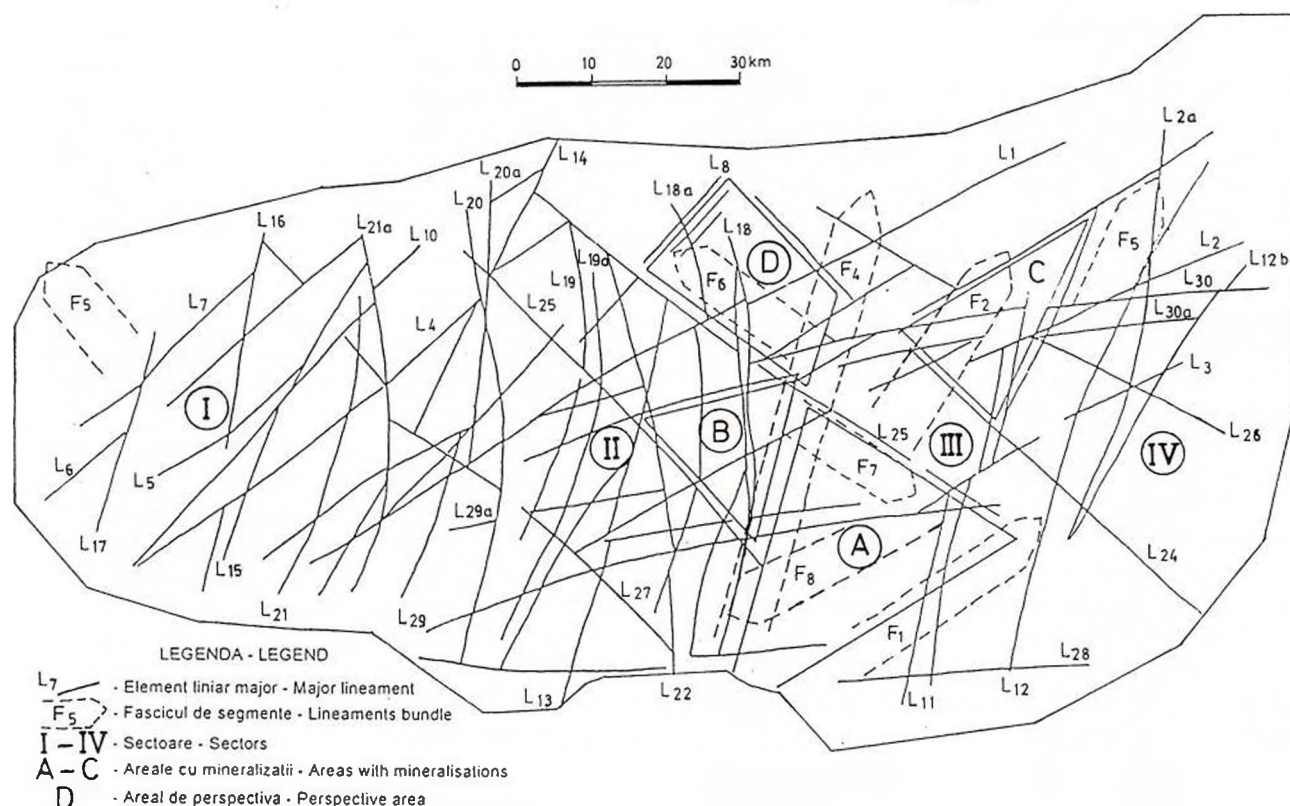 0 10 20 30 km
L2a
L14
L1
L20a
L8
L18a
L20
L16
L21a
L10
L18
L2
L19a
L12b
D
F4
F5
C
L19
F6
L30
F5
L7
L25
F2
L4
L30a
L3
I
B
L25
II
III
IV
L26
L6
L5
F7
L29a
L17
A
L24
L15
F8
L27
L21
L29
F1
L28
L13
L22
L11
L12
LEGENDA - LEGEND
L7 - Element liniar major - Major lineament
F5 - Fascicul de segmente - Lineaments bundle
I - IV - Sectoare - Sectors
A - C - Areale cu mineralizatii - Areas with mineralisations
D - Areal de perspectiva - Perspective area